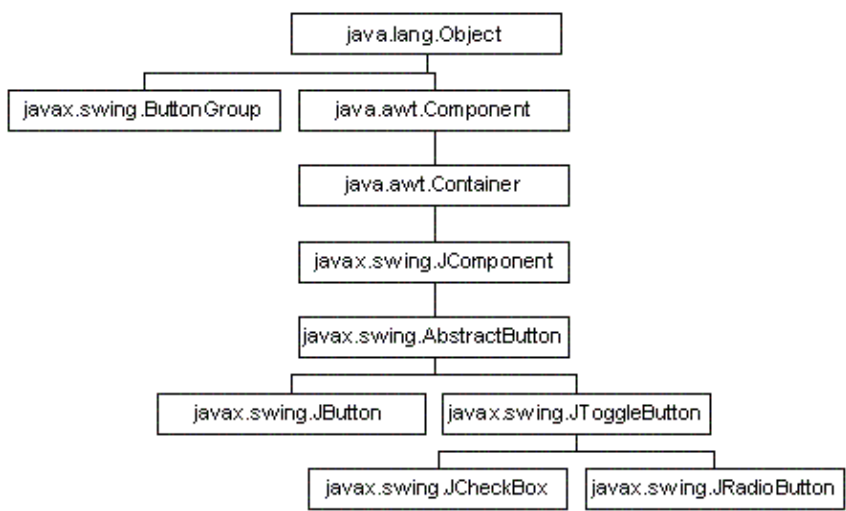 java.lang.Object
javax.swing.ButtonGroup
java.awt.Component
java.awt.Container
javax.swing.JComponent
javax.swing.AbstractButton
javax.swing.JButton
javax.swing.JToggleButton
javax.swing.JCheckBox
javax.swing.JRadioButton